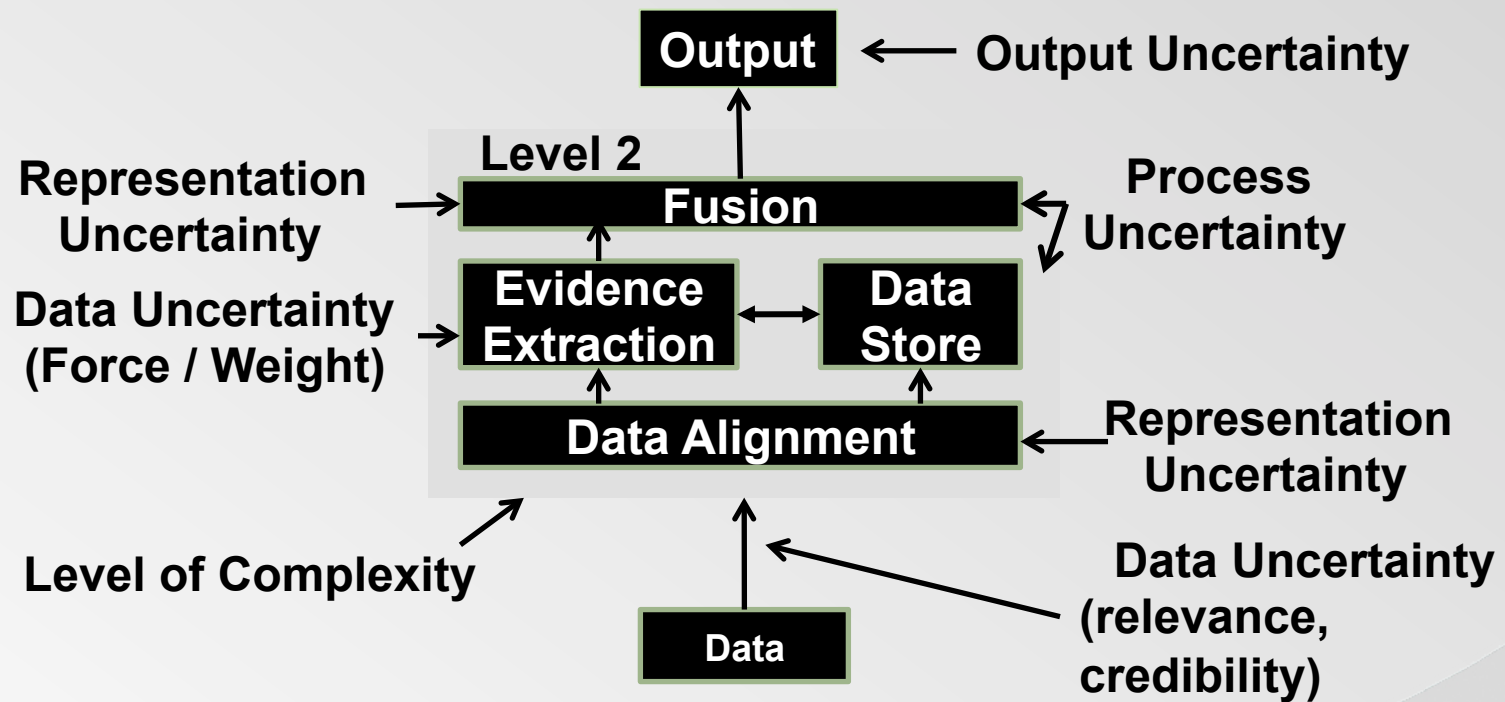 Output
Output Uncertainty
Level 2
Representation
Uncertainty
Fusion
Process
Uncertainty
Data Uncertainty
(Force / Weight)
Evidence
Extraction
Data
Store
Data Alignment
Representation
Uncertainty
Level of Complexity
Data
Data Uncertainty
(relevance,
credibility)